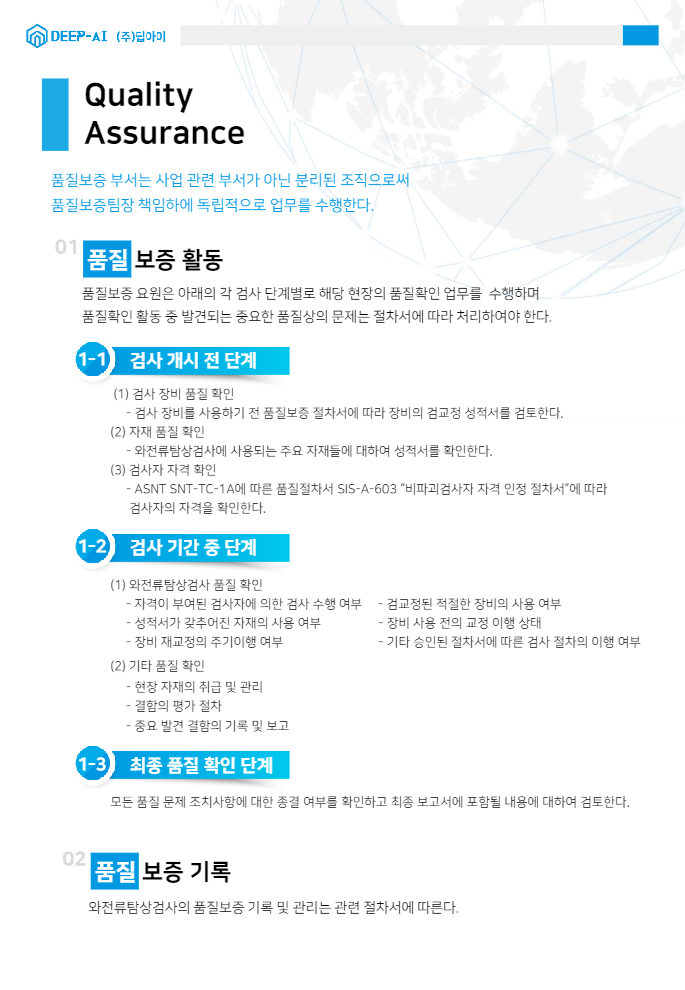 DEEP-AI (주)딥아이
Quality
Assurance
품질보증 부서는 사업 관련 부서가 아닌 분리된 조직으로써
품질보증팀장 책임하에 독립적으로 업무를 수행한다.
01 품질 보증 활동
품질보증 요원은 아래의 각 검사 단계별로 해당 현장의 품질확인 업무를 수행하며
품질확인 활동 중 발견되는 중요한 품질상의 문제는 절차서에 따라 처리하여야 한다.
1-1 검사 개시 전 단계
(1) 검사 장비 품질 확인
- 검사 장비를 사용하기 전 품질보증 절차서에 따라 장비의 검교정 성적서를 검토한다.
(2) 자재 품질 확인
- 와전류탐상검사에 사용되는 주요 자재들에 대하여 성적서를 확인한다.
(3) 검사자 자격 확인
- ASNT SNT-TC-1A에 따른 품질절차서 SIS-A-603 “비파괴검사자 자격 인정 절차서”에 따라
검사자의 자격을 확인한다.
1-2 검사 기간 중 단계
(1) 와전류탐상검사 품질 확인
- 자격이 부여된 검사자에 의한 검사 수행 여부 - 검교정된 적절한 장비의 사용 여부
- 성적서가 갖추어진 자재의 사용 여부 - 장비 사용 전의 교정 이행 상태
- 장비 재교정의 주기이행 여부 - 기타 승인된 절차서에 따른 검사 절차의 이행 여부
(2) 기타 품질 확인
- 현장 자재의 취급 및 관리
- 결함의 평가 절차
- 중요 발견 결함의 기록 및 보고
1-3 최종 품질 확인 단계
모든 품질 문제 조치사항에 대한 종결 여부를 확인하고 최종 보고서에 포함될 내용에 대하여 검토한다.
02 품질 보증 기록
와전류탐상검사의 품질보증 기록 및 관리는 관련 절차서에 따른다.